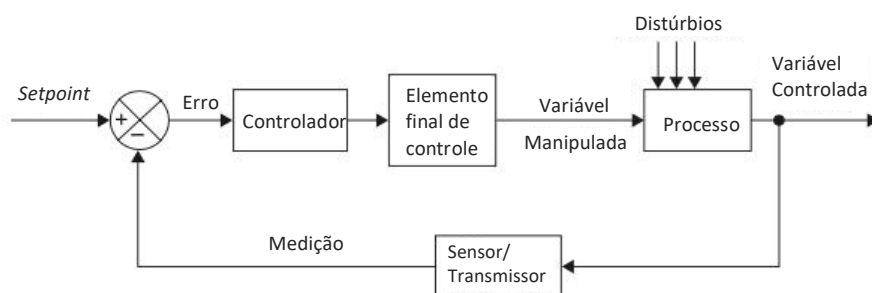 Distúrbios
Variável
Controlada
Setpoint
Erro
+
−
Controlador
Elemento
final de
controle
Variável
Manipulada
Processo
Medição
Sensor/
Transmissor